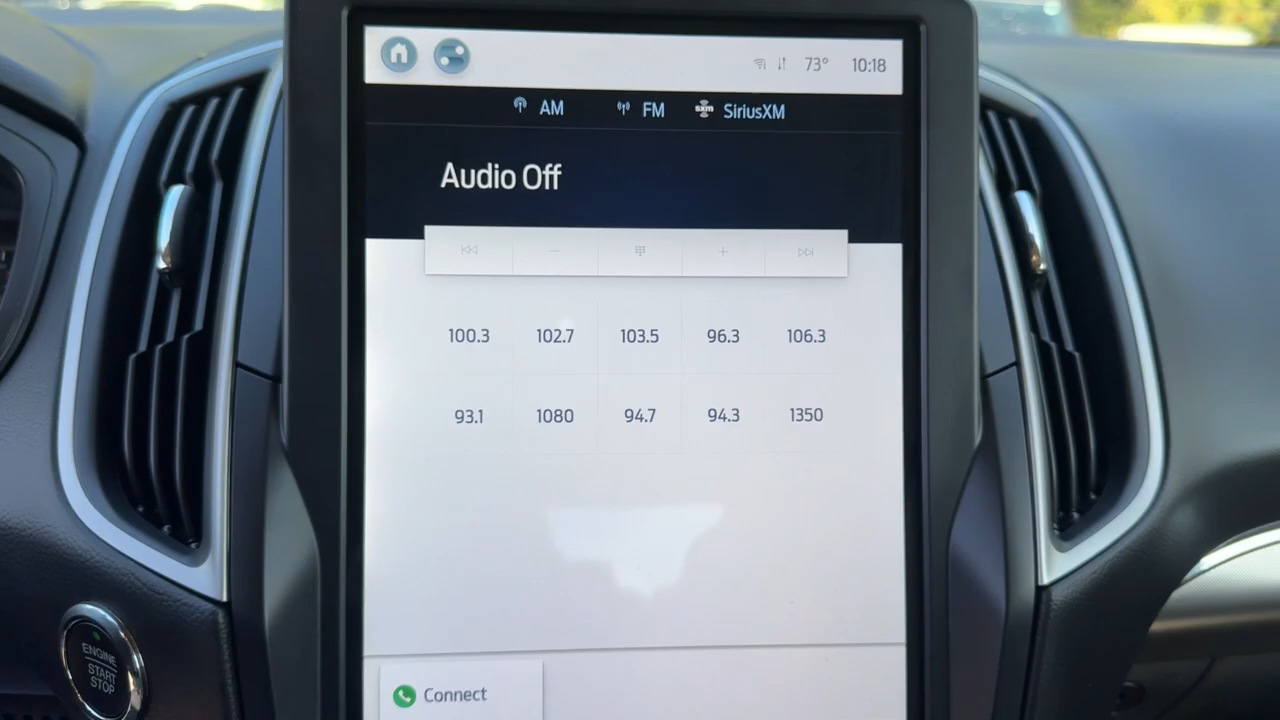 73° 10:18
AM FM SXM SiriusXM
Audio Off
100.3 102.7 103.5 96.3 106.3
93.1 1080 94.7 94.3 1350
ENGINE
START
STOP
Connect